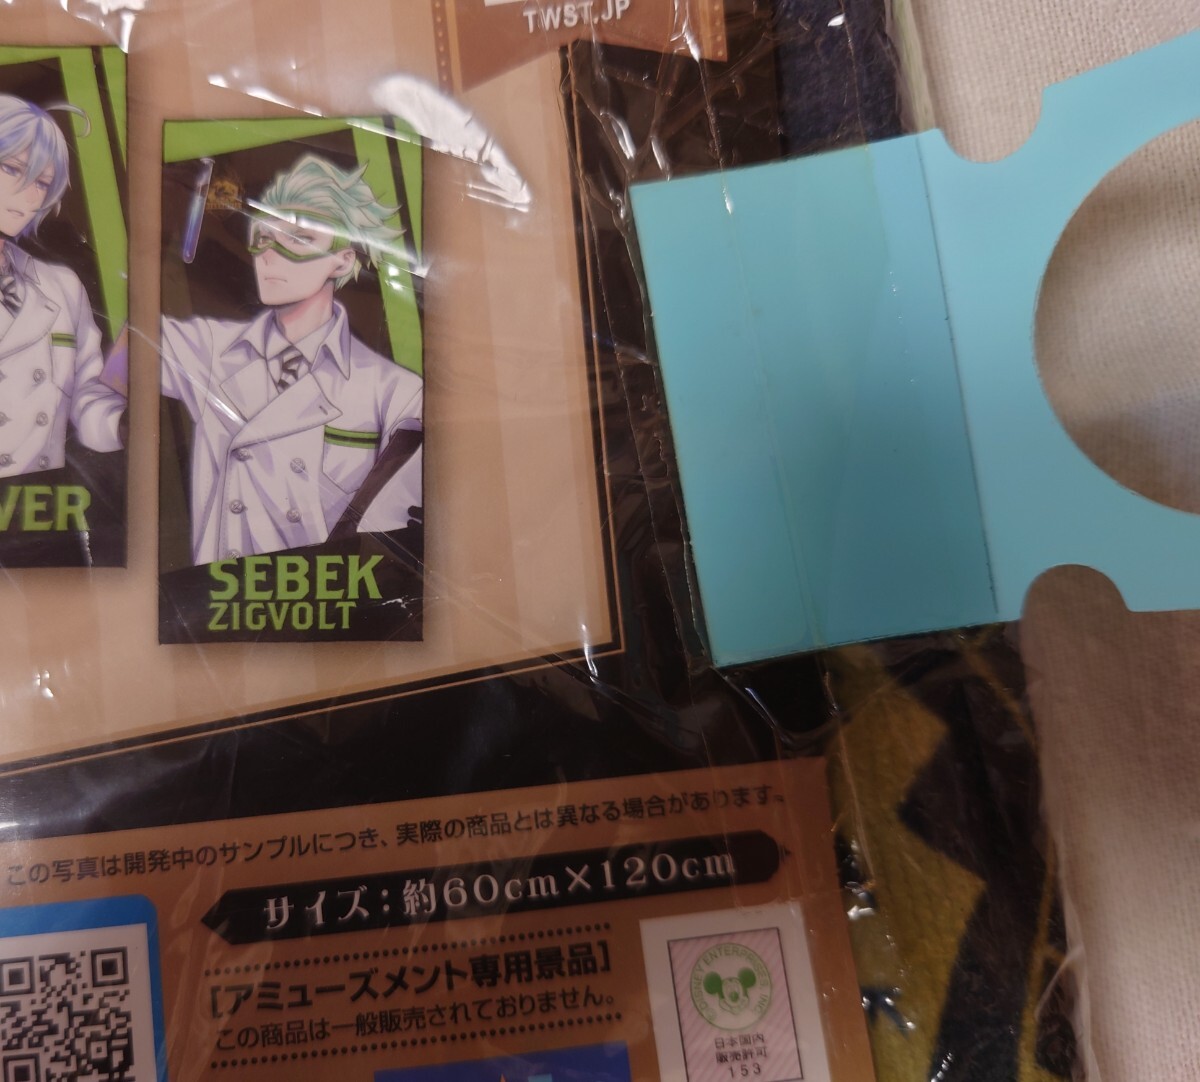 TWST.JP
VER
SEBEK
ZIGVOLT
この写真は開発中のサンプルにつき、実際の商品とは異なる場合があります。
サイズ：約60cm×120cm
[アミューズメント専用景品]
この商品は一般販売されておりません。
DISNEY ENTERPRISES, INC.
日本国内
販売許可
153